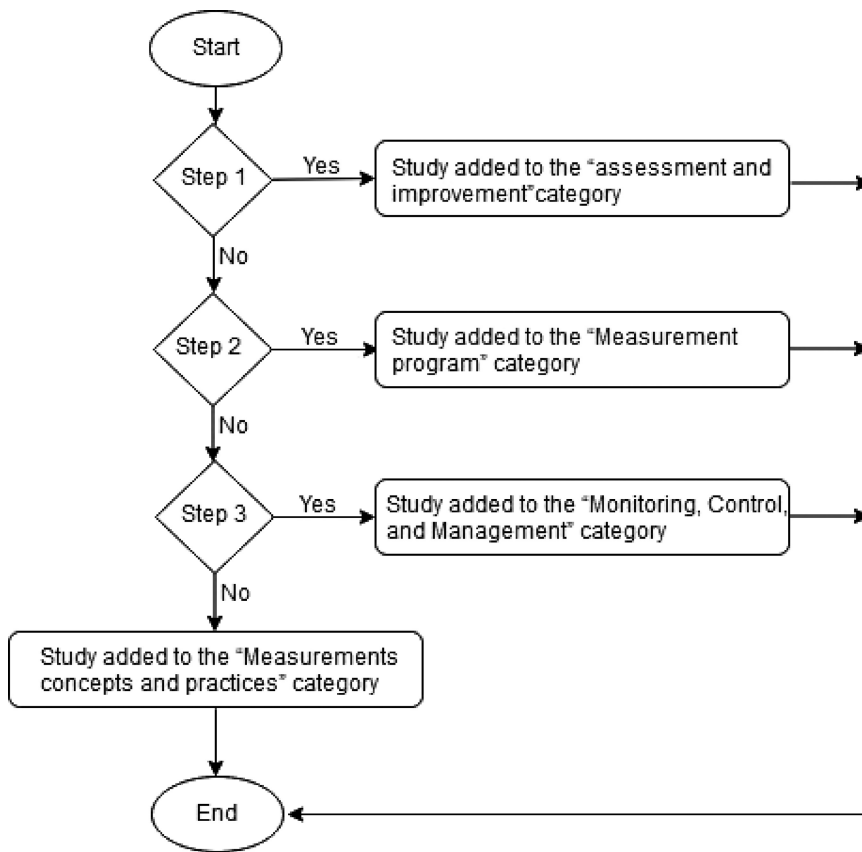 Start
Step 1
Yes
Study added to the “assessment and
improvement”category
No
Step 2
Yes
Study added to the “Measurement
program” category
No
Step 3
Yes
Study added to the “Monitoring, Control,
and Management” category
No
Study added to the “Measurements
concepts and practices” category
End